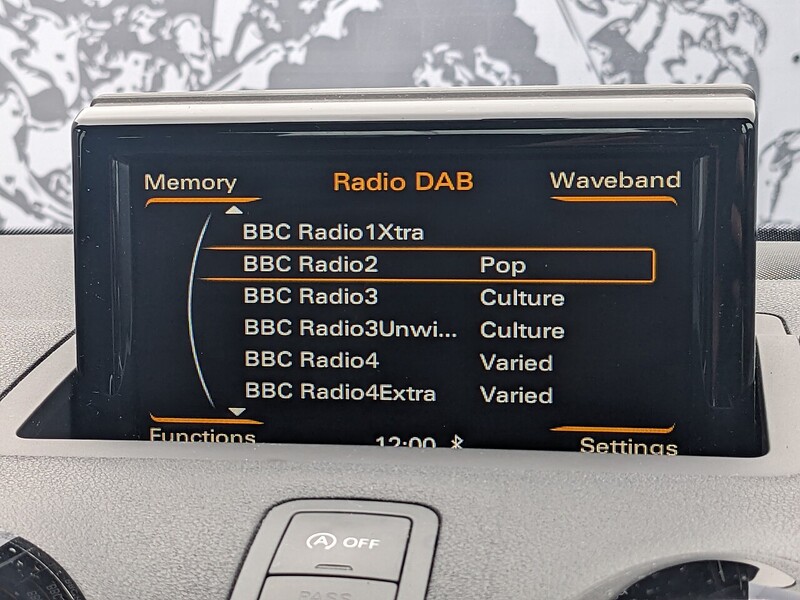 Memory Radio DAB Waveband
BBC Radio1Xtra
BBC Radio2 Pop
BBC Radio3 Culture
BBC Radio3Unwi... Culture
BBC Radio4 Varied
BBC Radio4Extra Varied
Functions 12:00 Settings
A OFF
PASS